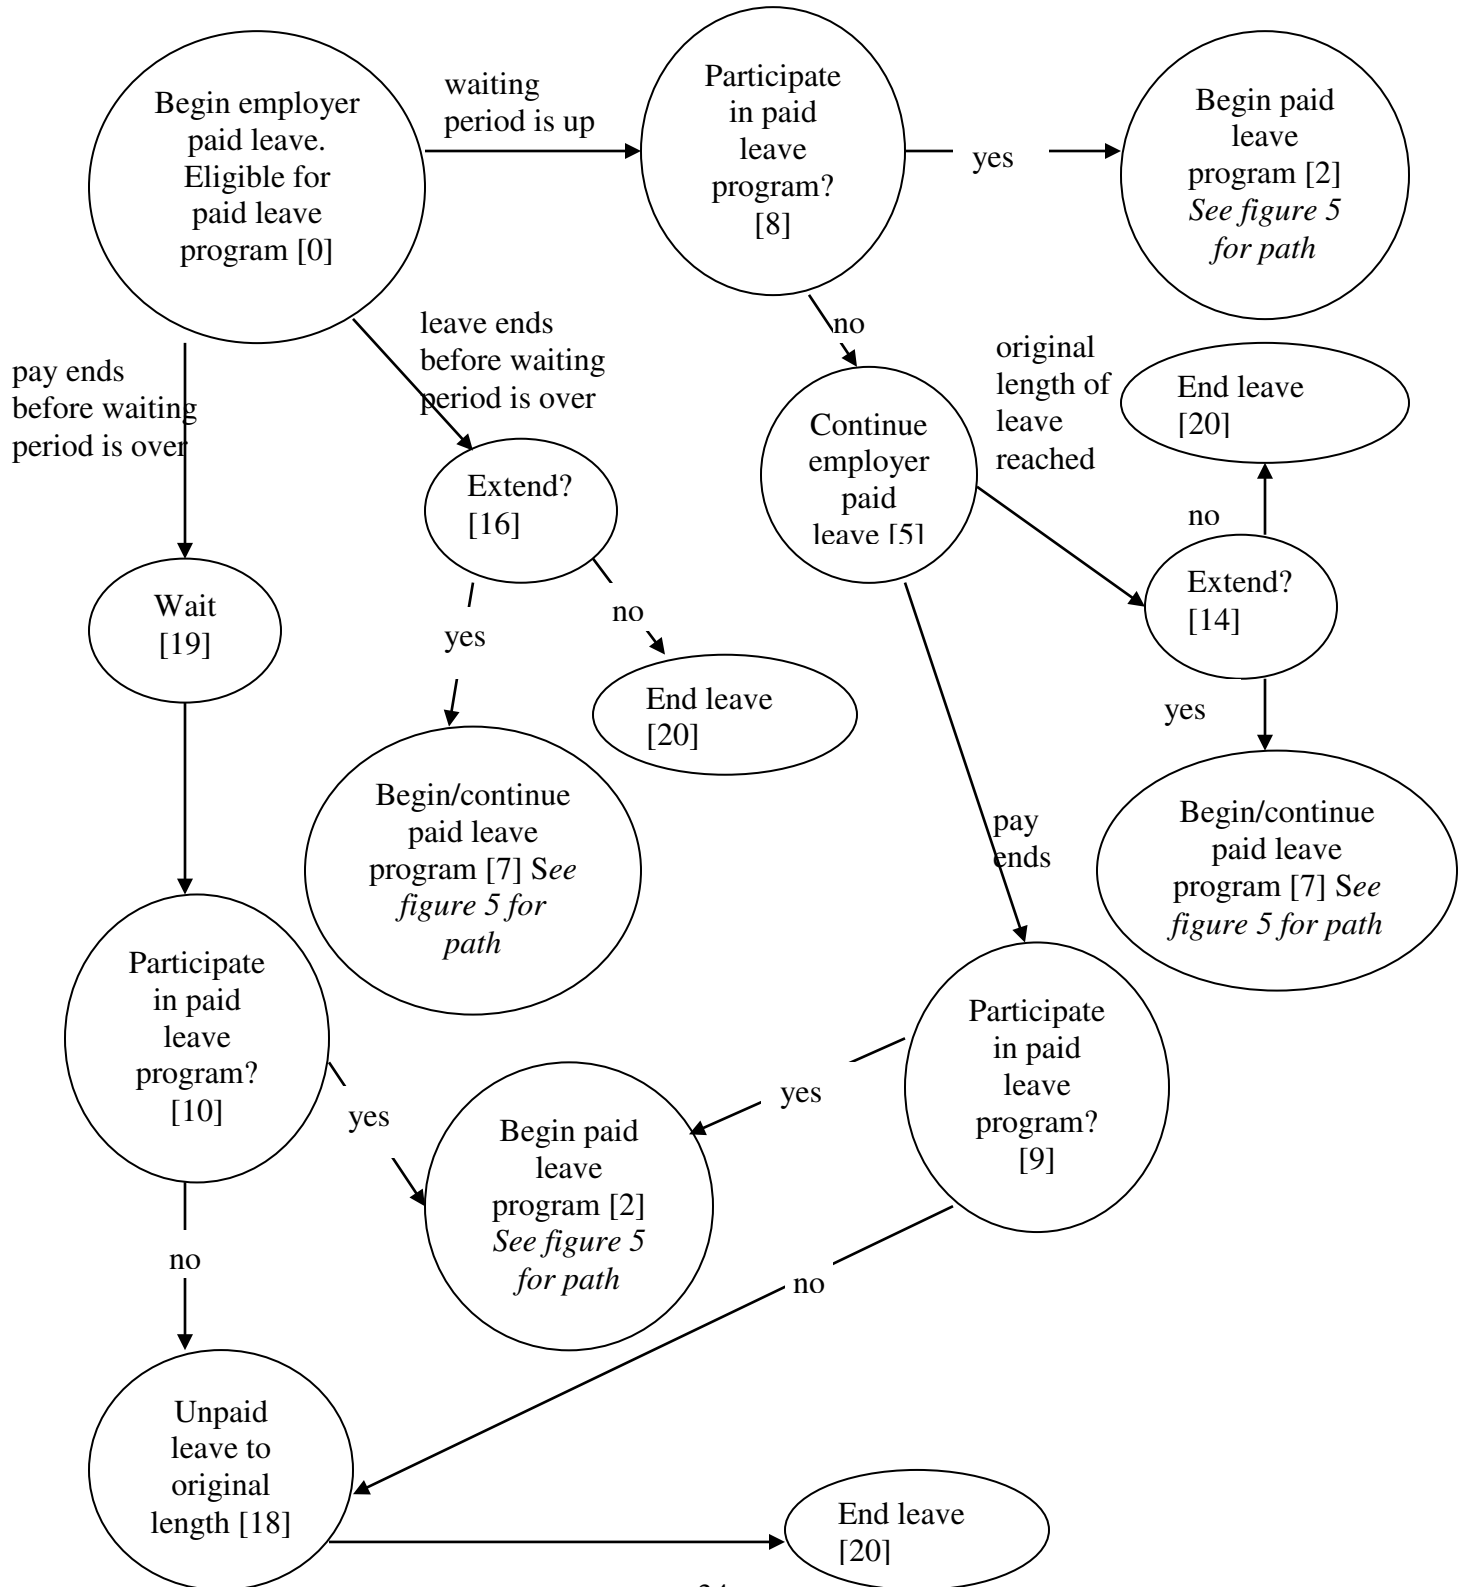 Begin employer
paid leave.
Eligible for
paid leave
program [0]
waiting
period is up
Participate
in paid
leave
program?
[8]
yes
Begin paid
leave
program [2]
See figure 5
for path
no
leave ends
before waiting
period is over
pay ends
before waiting
period is over
original
length of
leave
reached
End leave
[20]
Continue
employer
paid
leave [5]
Extend?
[16]
no
Extend?
[14]
Wait
[19]
yes
no
End leave
[20]
yes
Begin/continue
paid leave
program [7] See
figure 5 for
path
pay
ends
Begin/continue
paid leave
program [7] See
figure 5 for path
Participate
in paid
leave
program?
[10]
Participate
in paid
leave
program?
[9]
yes
yes
Begin paid
leave
program [2]
See figure 5
for path
no
no
Unpaid
leave to
original
length [18]
End leave
[20]